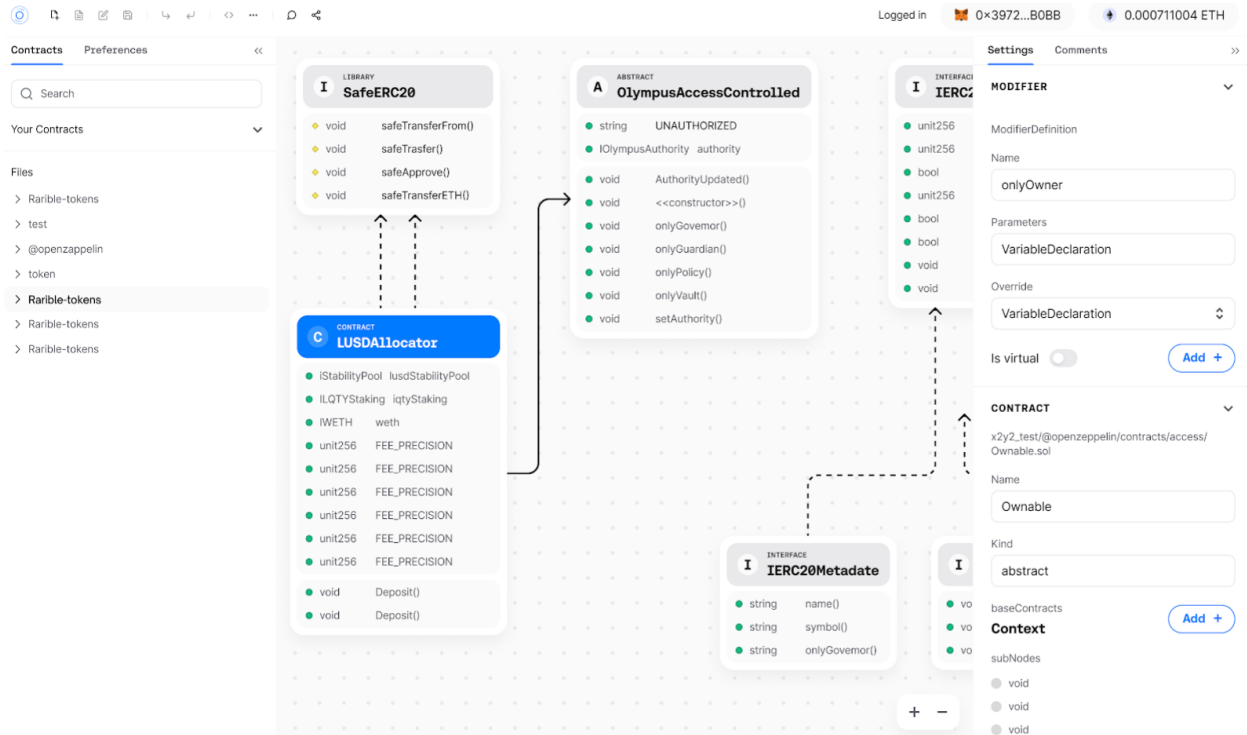 Logged in
0×3972...B0BB
0.000711004 ETH
Contracts
Preferences
Search
Your Contracts
Files
Rarible-tokens
test
@openzappelin
token
Rarible-tokens
Rarible-tokens
Rarible-tokens
I
LIBRARY
SafeERC20
void safeTransferFrom()
void safeTrasfer()
void safeApprove()
void safeTransferETH()
C
CONTRACT
LUSDAllocator
iStabilityPool lusdStabilityPool
ILQTYStaking iqtyStaking
IWETH weth
unit256 FEE_PRECISION
unit256 FEE_PRECISION
unit256 FEE_PRECISION
unit256 FEE_PRECISION
unit256 FEE_PRECISION
unit256 FEE_PRECISION
void Deposit()
void Deposit()
A
ABSTRACT
OlympusAccessControlled
string UNAUTHORIZED
IOlympusAuthority authority
void AuthorityUpdated()
void <<constructor>>()
void onlyGovemor()
void onlyGuardian()
void onlyPolicy()
void onlyVault()
void setAuthority()
I
INTERFACE
IERC2
unit256
unit256
bool
unit256
bool
bool
void
void
I
INTERFACE
IERC20Metadate
string name()
string symbol()
string onlyGovemor()
I
vo
vo
vo
Settings
Comments
MODIFIER
ModifierDefinition
Name
onlyOwner
Parameters
VariableDeclaration
Override
VariableDeclaration
Is virtual
Add +
CONTRACT
x2y2_test/@openzeppelin/contracts/access/
Ownable.sol
Name
Ownable
Kind
abstract
baseContracts
Context
Add +
subNodes
void
void
void